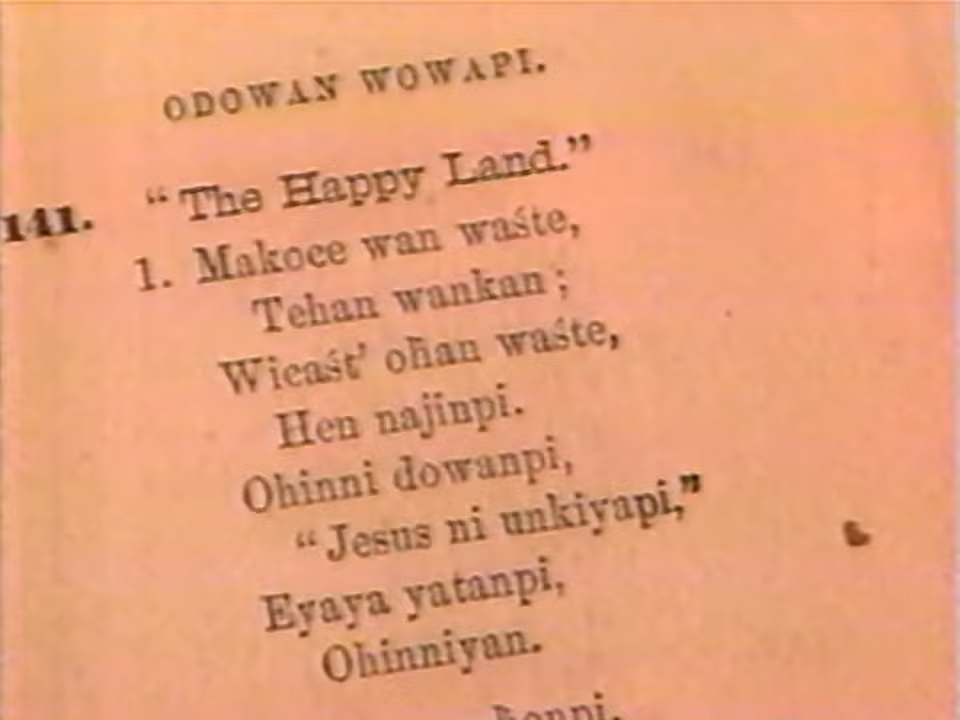 ODOWAN WOWAPI.
141. “The Happy Land.”
1. Makoce wan waśte,
Tehan wankan;
Wicaśt’ oħan waśte,
Hen najinpi.
Ohinni dowanpi,
“Jesus ni unkiyapi,”
Eyaya yatanpi,
Ohinniyan.